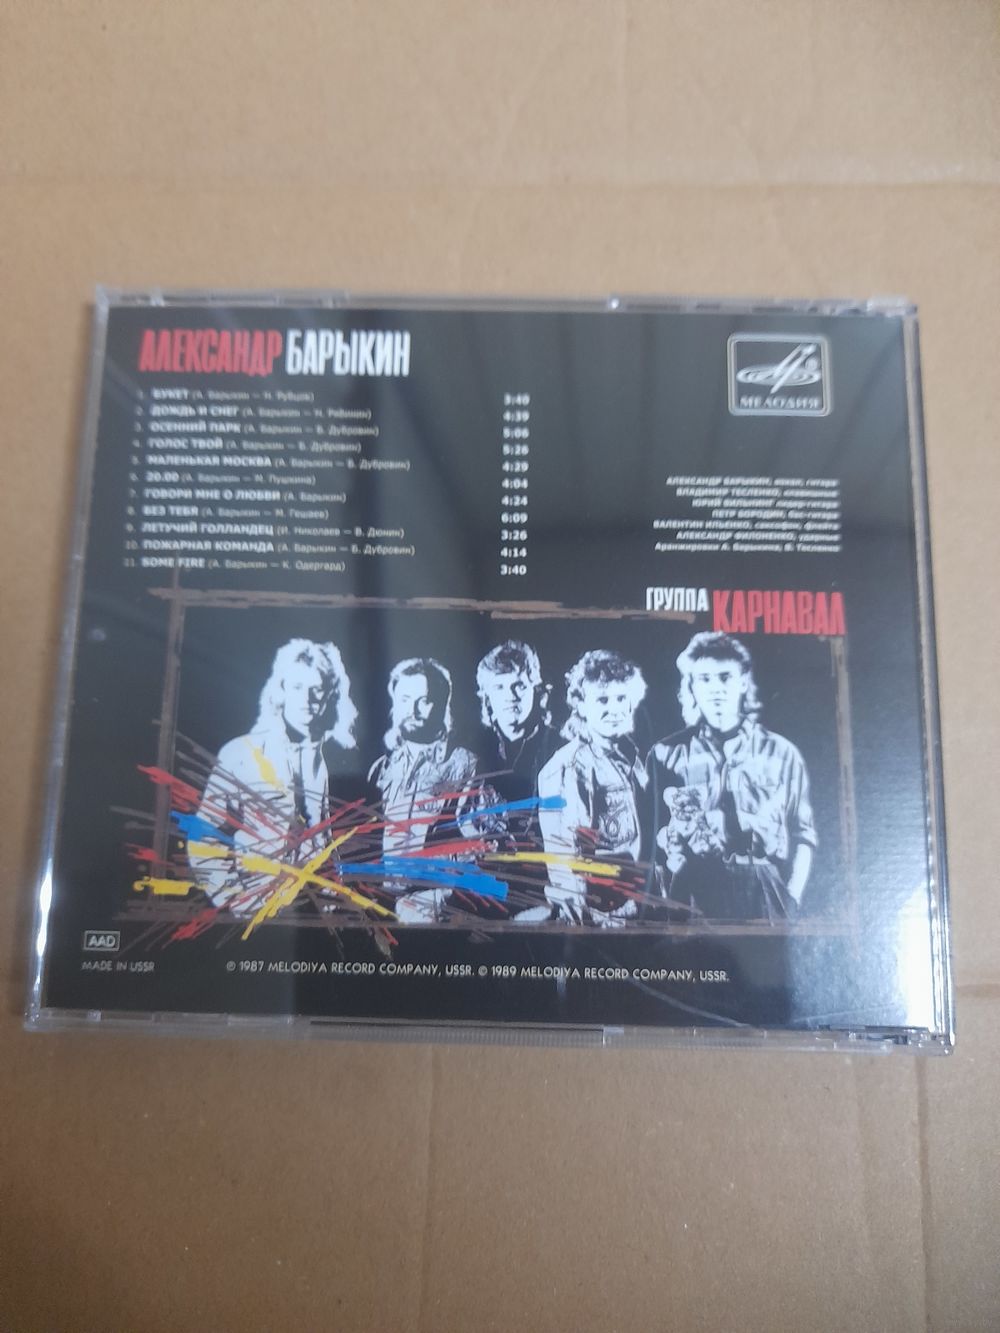 АЛЕКСАНДР БАРЫКИН
МЕЛОДИЯ
1. БУКЕТ (А. Барыкин — Н. Рубцов) 3:40
2. ДОЖДЬ И СНЕГ (А. Барыкин — Н. Рябинин) 4:39
3. ОСЕННИЙ ПАРК (А. Барыкин — Б. Дубровин) 5:06
4. ГОЛОС ТВОЙ (А. Барыкин — Б. Дубровин) 5:26
5. МАЛЕНЬКАЯ МОСКВА (А. Барыкин — Б. Дубровин) 4:29
6. 20.00 (А. Барыкин — М. Пушкина) 4:04
7. ГОВОРИ МНЕ О ЛЮБВИ (А. Барыкин) 4:24
8. БЕЗ ТЕБЯ (А. Барыкин — М. Гешаев) 6:09
9. ЛЕТУЧИЙ ГОЛЛАНДЕЦ (И. Николаев — В. Дюнин) 3:26
10. ПОЖАРНАЯ КОМАНДА (А. Барыкин — Б. Дубровин) 4:14
11. SOME FIRE (А. Барыкин — К. Одергард) 3:40
АЛЕКСАНДР БАРЫКИН, вокал, гитара
ВЛАДИМИР ТЕСЛЕНКО, клавишные
ЮРИЙ ВИЛЬНИНГ лидер-гитара
ПЕТР БОРОДИН, бас-гитара
ВАЛЕНТИН ИЛЬЕНКО, саксофон, флейта
АЛЕКСАНДР ФИЛОНЕНКО, ударные
Аранжировки А. Барыкина, В. Тесленко
ГРУППА КАРНАВАЛ
AAD
MADE IN USSR
℗ 1987 MELODIYA RECORD COMPANY, USSR. © 1989 MELODIYA RECORD COMPANY, USSR.